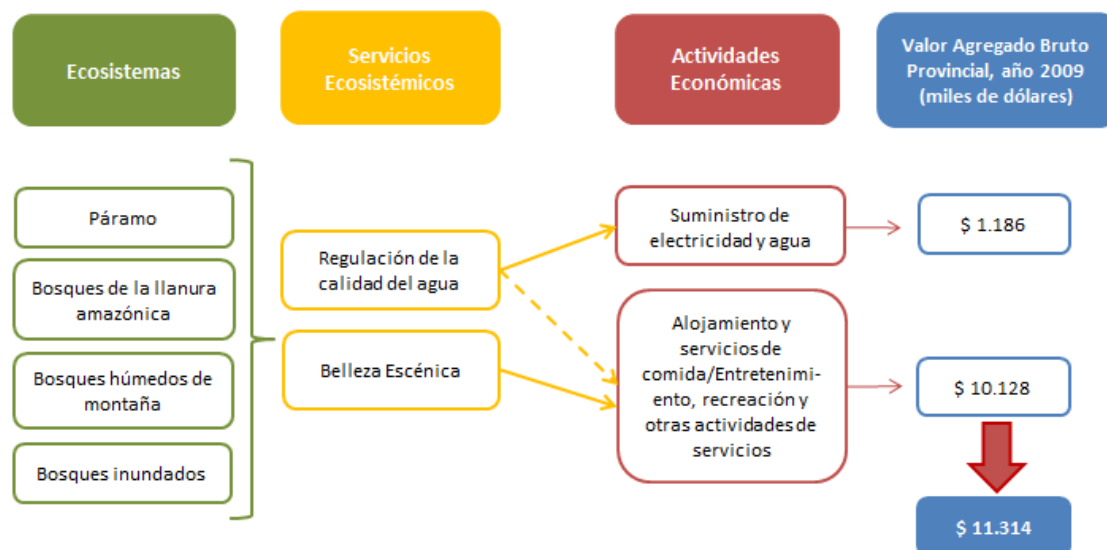 Ecosistemas
Servicios
Ecosistémicos
Actividades
Económicas
Valor Agregado Bruto
Provincial, año 2009
(miles de dólares)
Páramo
Bosques de la llanura
amazónica
Bosques húmedos de
montaña
Bosques inundados
Regulación de la
calidad del agua
Belleza Escénica
Suministro de
electricidad y agua
Alojamiento y
servicios de
comida/Entretenimi-
ento, recreación y
otras actividades de
servicios
$ 1.186
$ 10.128
$ 11.314